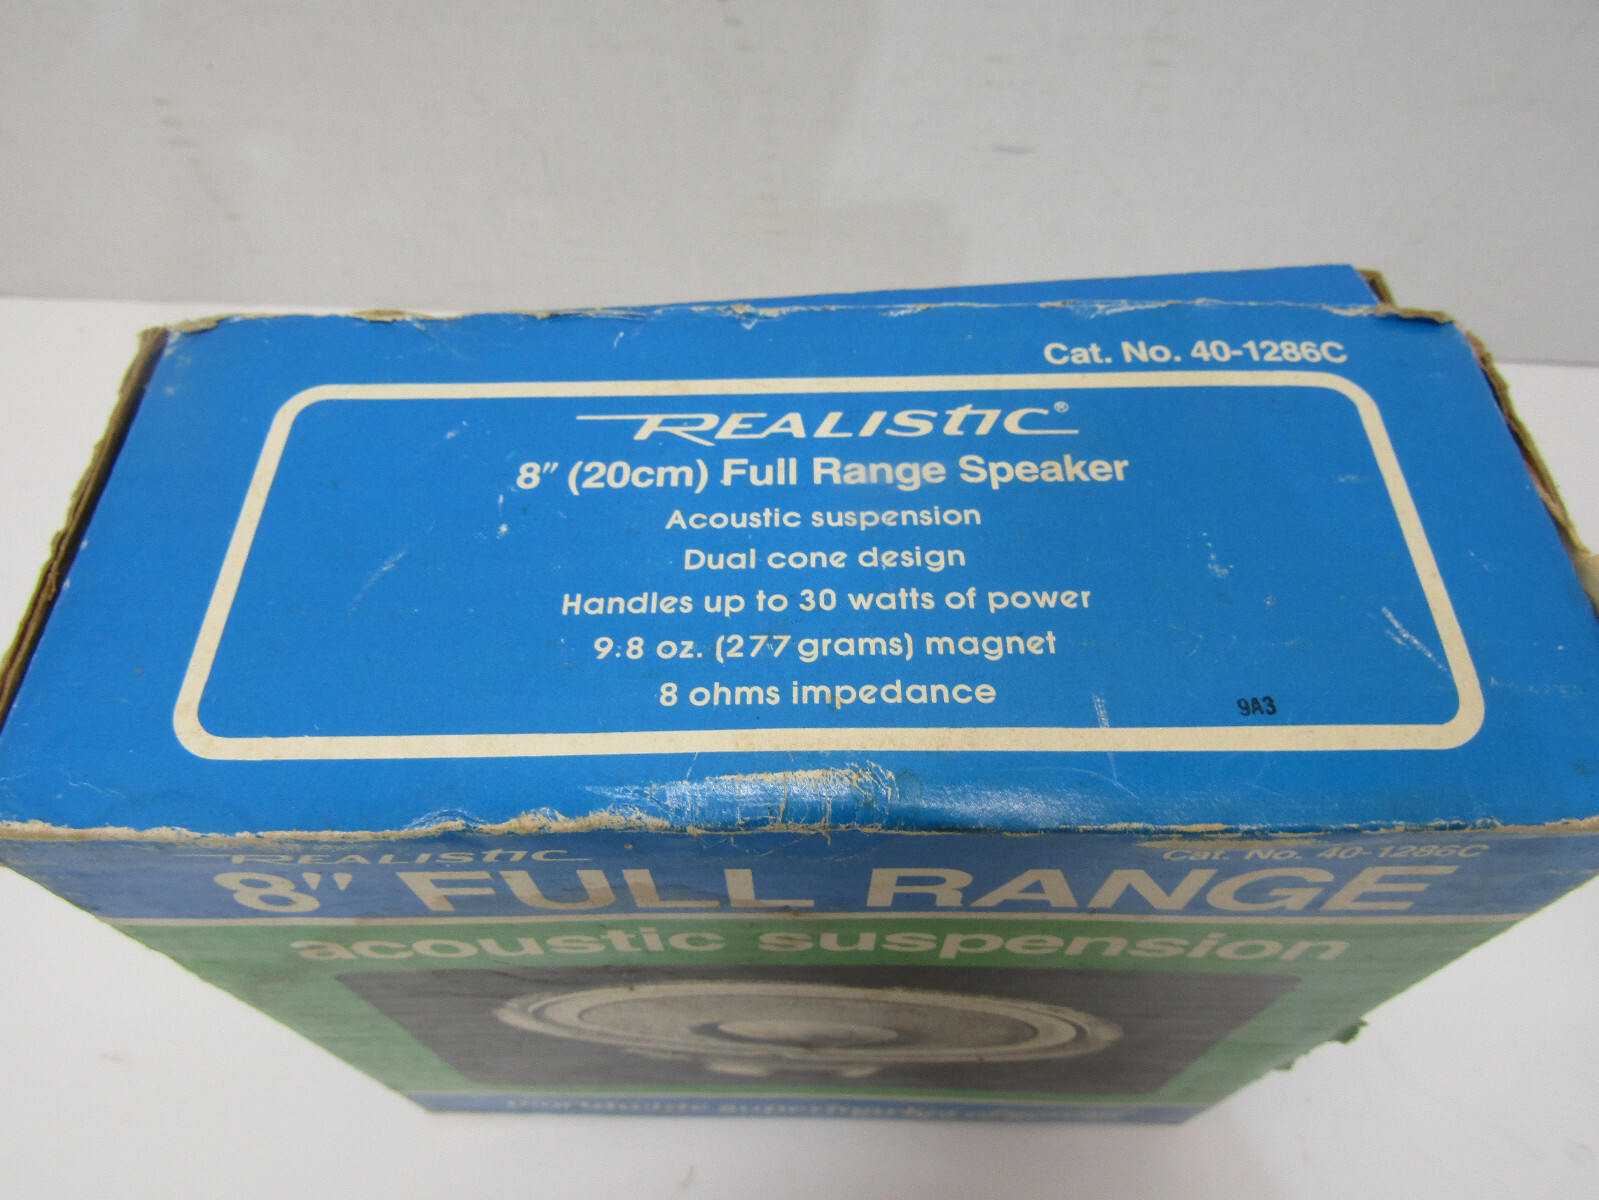 Cat. No. 40-1286C
REALISTIC®
8" (20cm) Full Range Speaker
Acoustic suspension
Dual cone design
Handles up to 30 watts of power
9.8 oz. (277 grams) magnet
8 ohms impedance
9A3
REALISTIC
Cat. No. 40-1286C
8" FULL RANGE
acoustic suspension